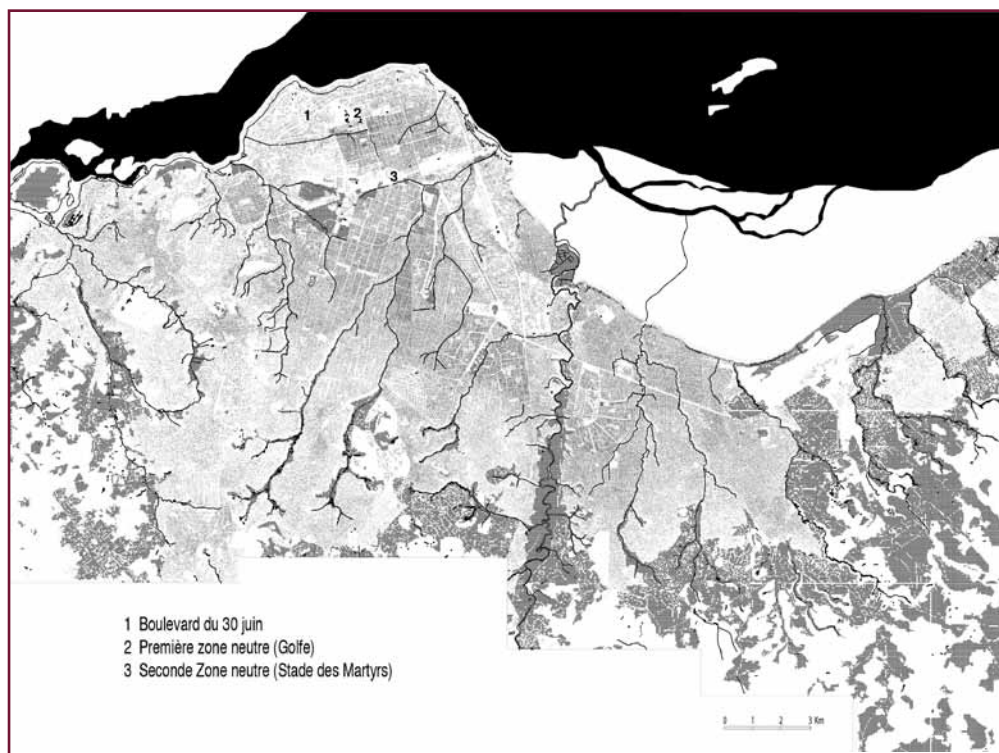 1
2
3
1 Boulevard du 30 juin
2 Première zone neutre (Golfe)
3 Seconde Zone neutre (Stade des Martyrs)
0 1 2 3 Km